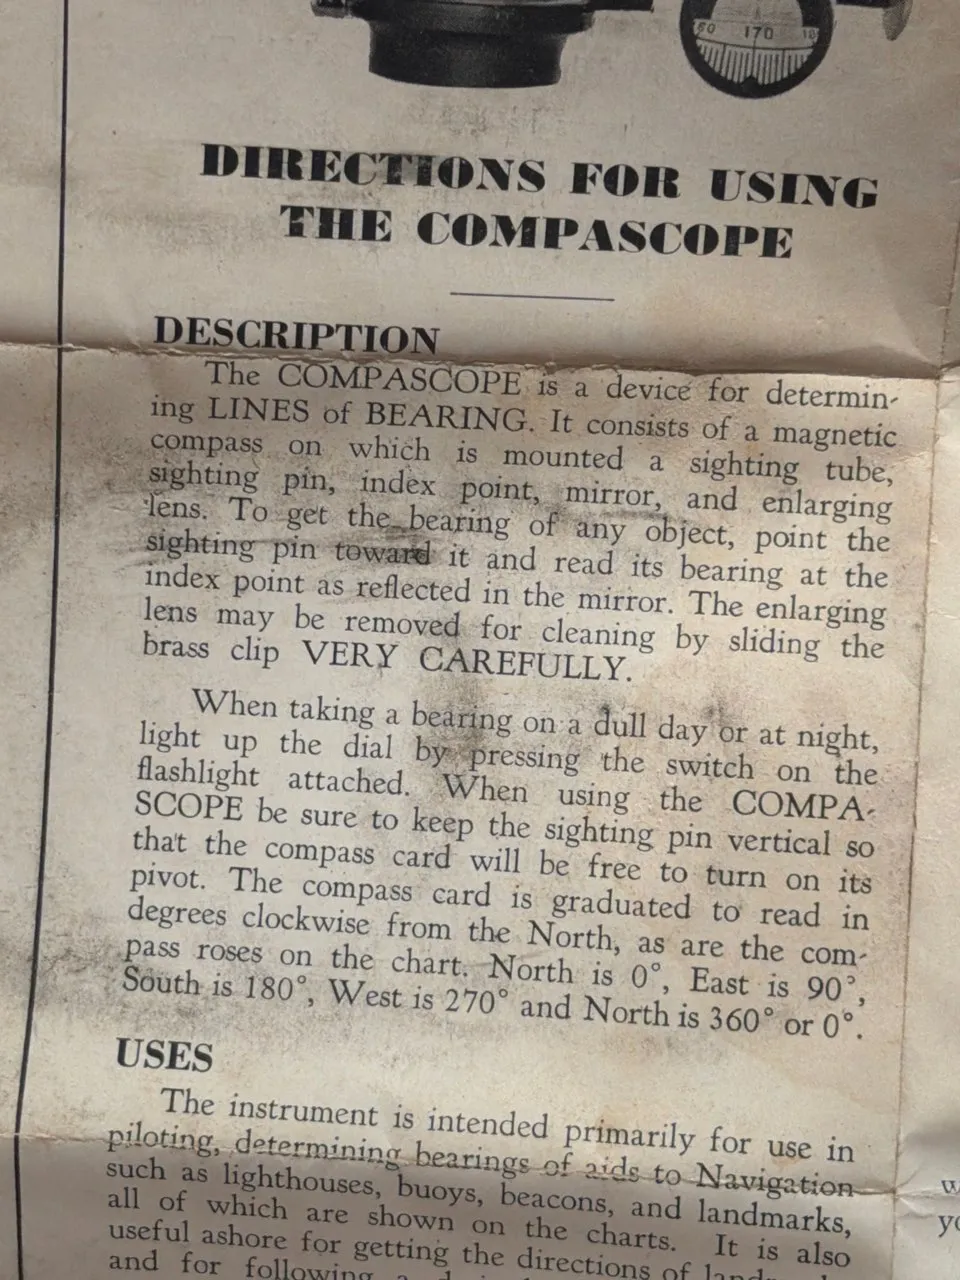 170
DIRECTIONS FOR USING
THE COMPASCOPE
DESCRIPTION
The COMPASCOPE is a device for determin-
ing LINES of BEARING. It consists of a magnetic
compass on which is mounted a sighting tube,
sighting pin, index point, mirror, and enlarging
lens. To get the bearing of any object, point the
sighting pin toward it and read its bearing at the
index point as reflected in the mirror. The enlarging
lens may be removed for cleaning by sliding the
brass clip VERY CAREFULLY.
When taking a bearing on a dull day or at night,
light up the dial by pressing the switch on the
flashlight attached. When using the COMPA-
SCOPE be sure to keep the sighting pin vertical so
that the compass card will be free to turn on its
pivot. The compass card is graduated to read in
degrees clockwise from the North, as are the com-
pass roses on the chart. North is 0°, East is 90°,
South is 180°, West is 270° and North is 360° or 0°.
USES
The instrument is intended primarily for use in
piloting, determining bearings of aids to Navigation
such as lighthouses, buoys, beacons, and landmarks,
all of which are shown on the charts. It is also
useful ashore for getting the directions of
and for following a